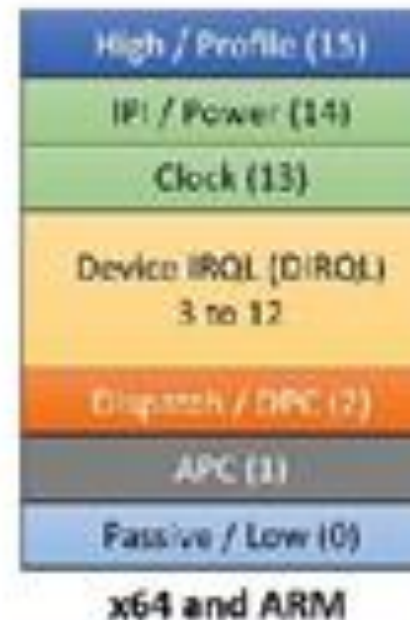 High / Profile (15)
IPI / Power (14)
Clock (13)
Device IRQL (DIRQL)
3 to 12
Dispatch / DPC (2)
APC (1)
Passive / Low (0)
x64 and ARM